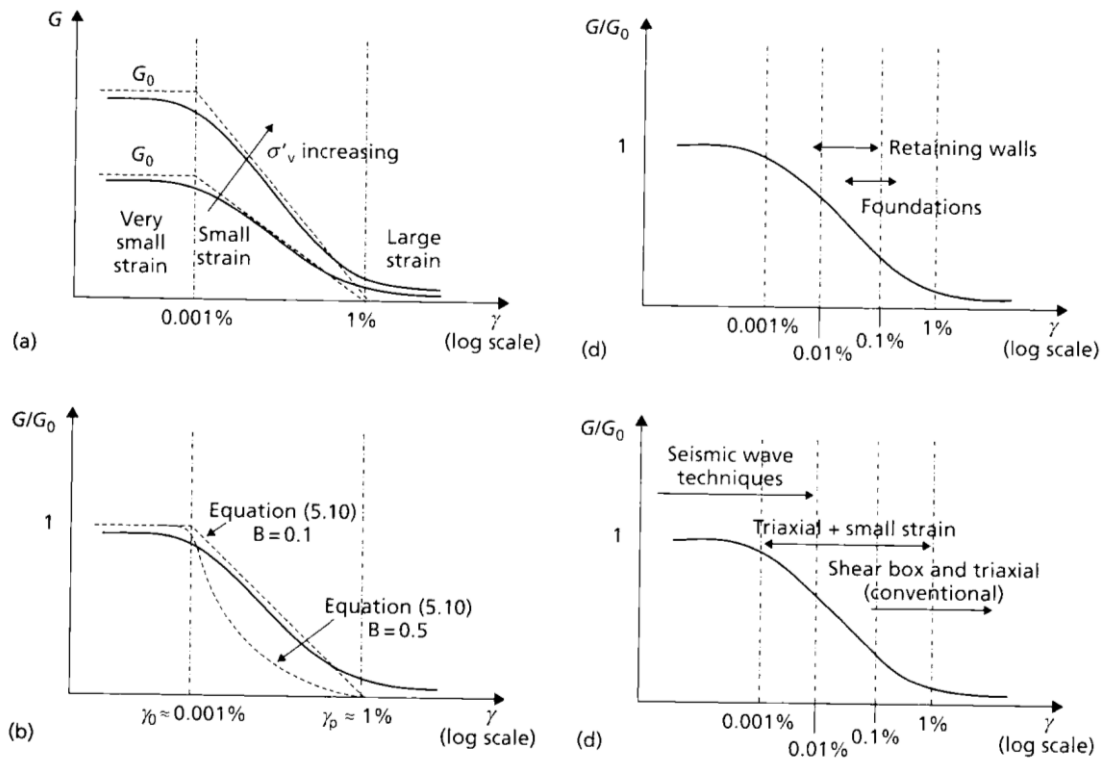 G
G₀
G₀
σ'ᵥ increasing
Very
small
strain
Small
strain
Large
strain
0.001%
1%
γ
(log scale)
(a)
G/G₀
1
Retaining walls
Foundations
0.001%
0.01%
0.1%
1%
γ
(log scale)
(d)
G/G₀
1
Equation (5.10)
B=0.1
Equation (5.10)
B=0.5
γ₀≈0.001%
γₚ≈1%
γ
(log scale)
(b)
G/G₀
Seismic wave
techniques
1
Triaxial + small strain
Shear box and triaxial
(conventional)
0.001%
0.01%
0.1%
1%
γ
(log scale)
(d)